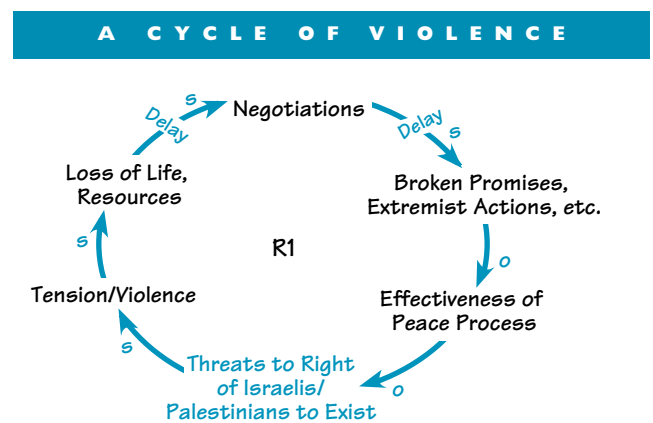 A CYCLE OF VIOLENCE
Negotiations
Delay
s
Broken Promises,
Extremist Actions, etc.
o
Effectiveness of
Peace Process
o
Threats to Right
of Israelis/
Palestinians to Exist
s
Tension/Violence
s
Loss of Life,
Resources
Delay
s
R1